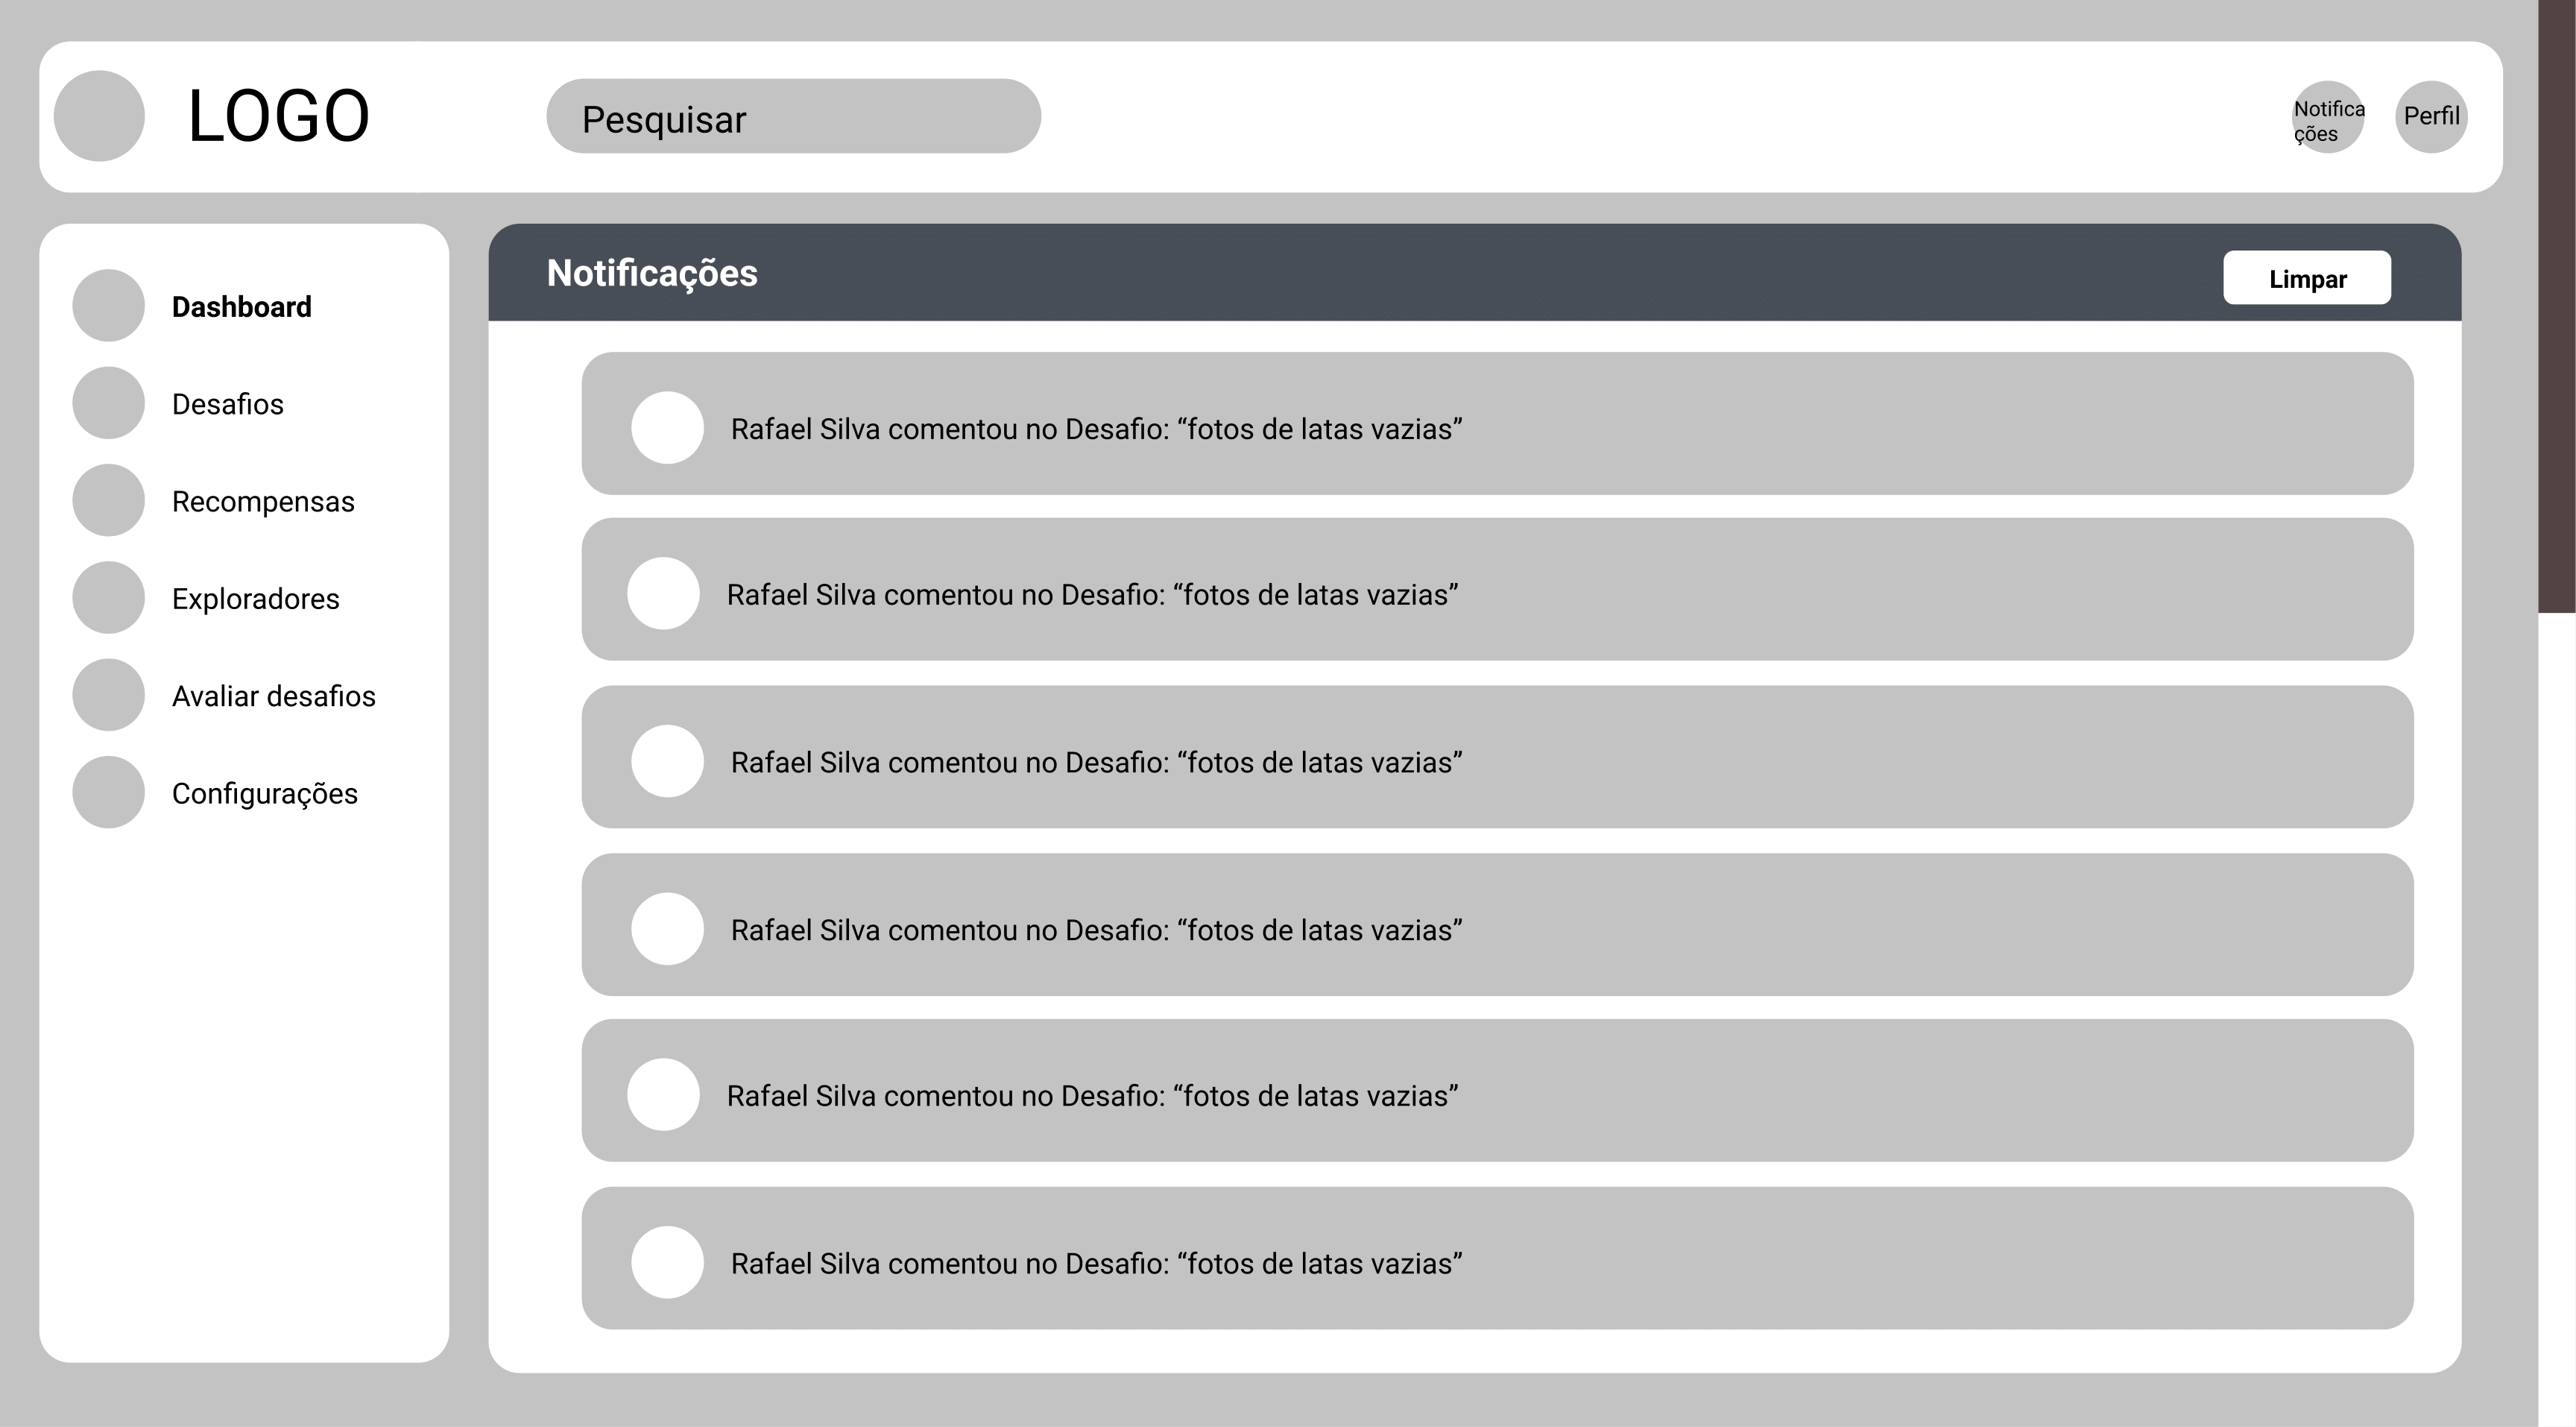 LOGO
Pesquisar
Notifica
ções
Perfil
Dashboard
Desafios
Recompensas
Exploradores
Avaliar desafios
Configurações
Notificações
Limpar
Rafael Silva comentou no Desafio: “fotos de latas vazias”
Rafael Silva comentou no Desafio: “fotos de latas vazias”
Rafael Silva comentou no Desafio: “fotos de latas vazias”
Rafael Silva comentou no Desafio: “fotos de latas vazias”
Rafael Silva comentou no Desafio: “fotos de latas vazias”
Rafael Silva comentou no Desafio: “fotos de latas vazias”